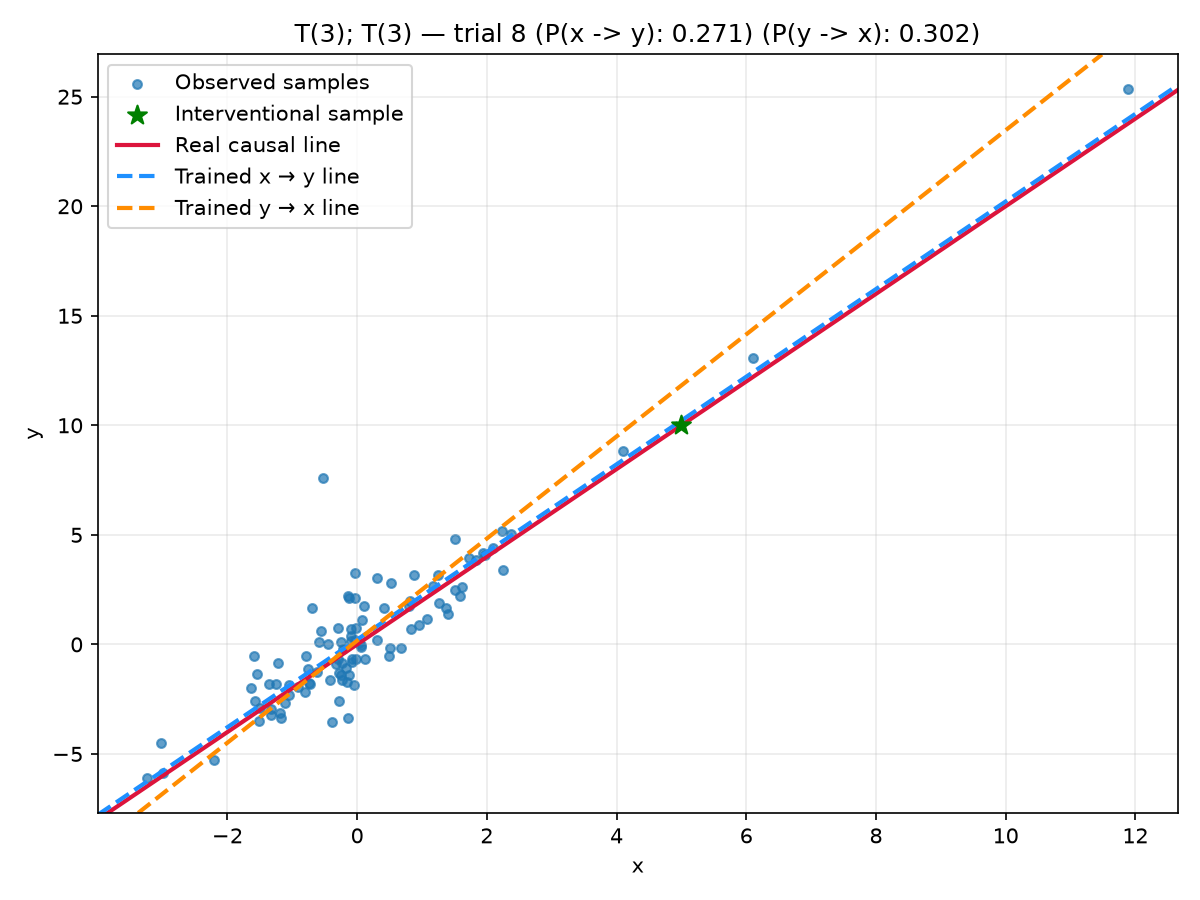 T(3); T(3) — trial 8 (P(x -> y): 0.271) (P(y -> x): 0.302)
Observed samples
Interventional sample
Real causal line
Trained x → y line
Trained y → x line
25
20
15
10
5
0
−5
y
−2
0
2
4
6
8
10
12
x